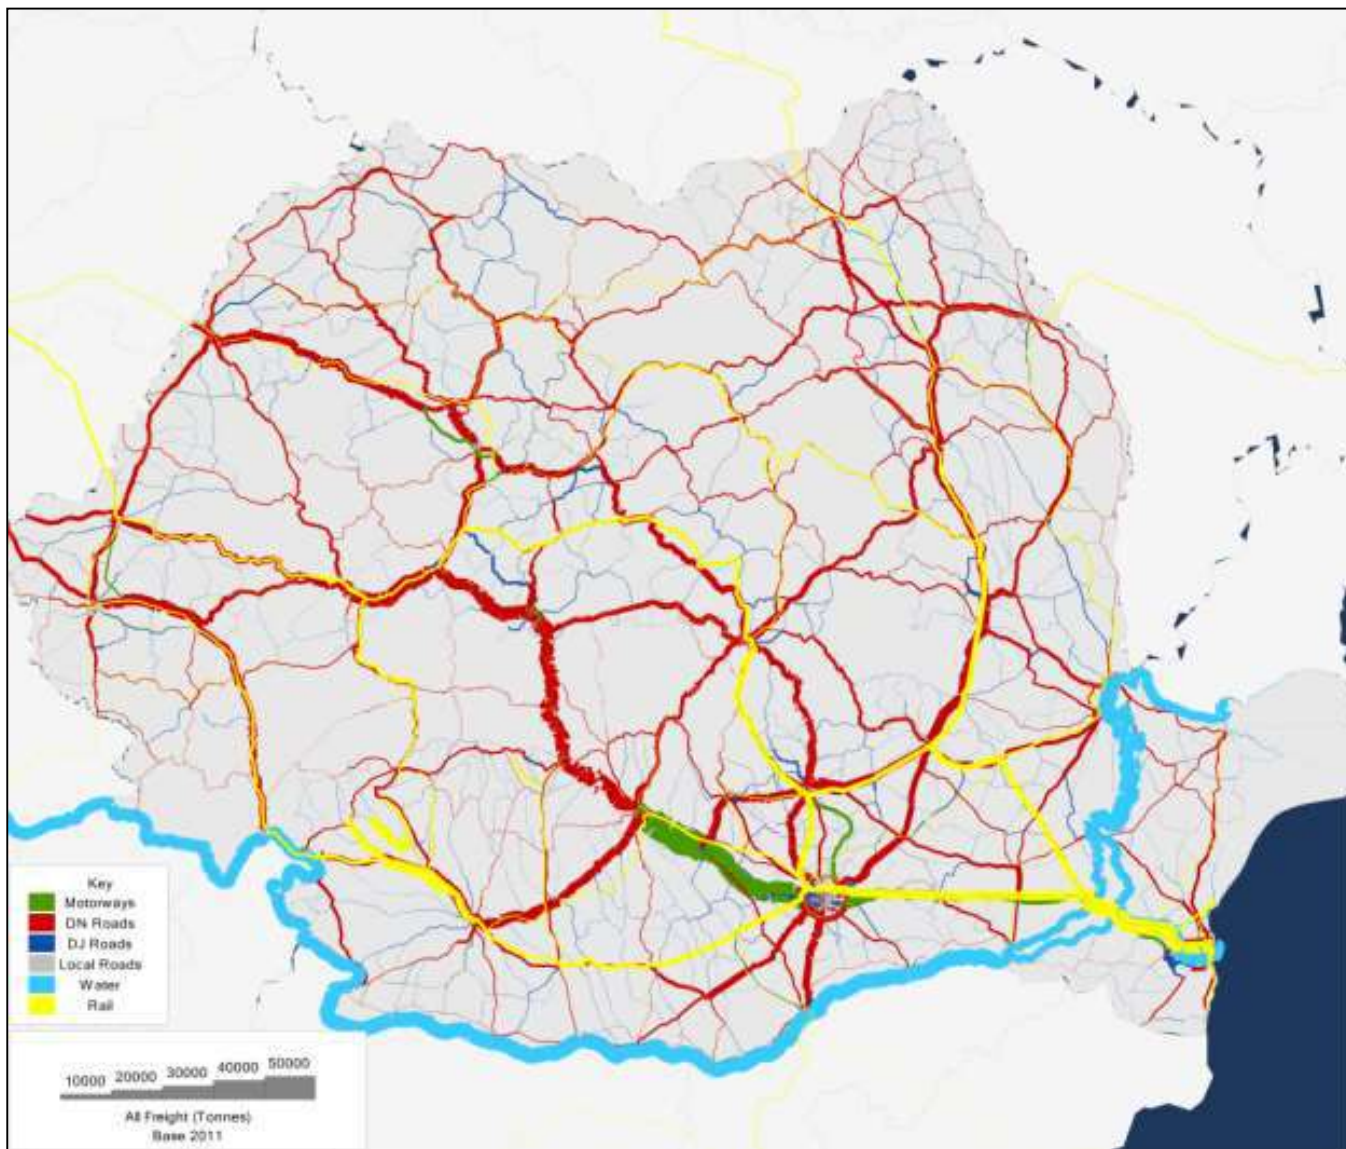 Key
Motorways
DN Roads
DJ Roads
Local Roads
Water
Rail
10000 20000 30000 40000 50000
All Freight (Tonnes)
Base 2011